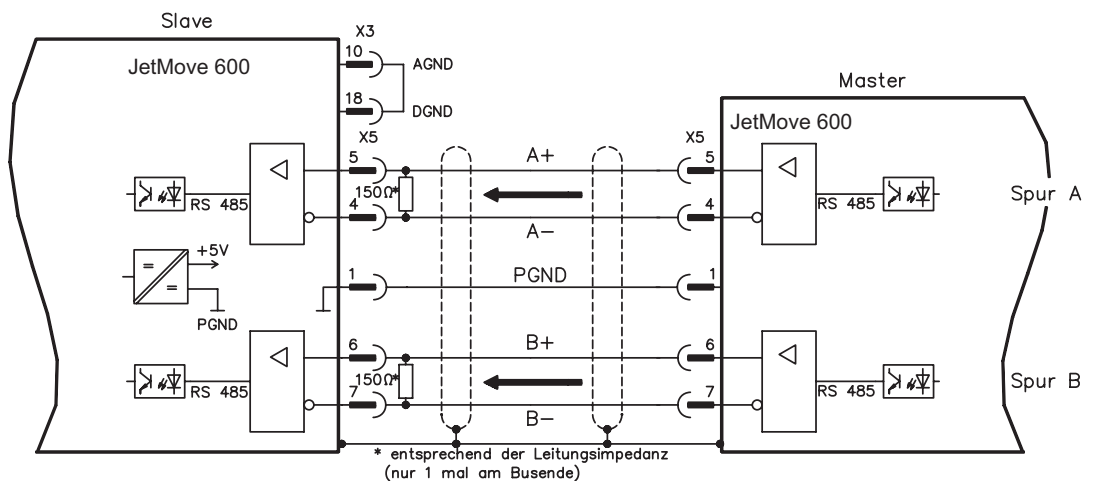 Slave
X3
JetMove 600
10
AGND
18
DGND
Master
X5
JetMove 600
X5
5
A+
5
150Ω*
RS 485
RS 485
Spur A
4
A-
4
+5V
=
=
PGND
1
PGND
1
6
B+
6
150Ω*
RS 485
RS 485
Spur B
7
B-
7
* entsprechend der Leitungsimpedanz
(nur 1 mal am Busende)